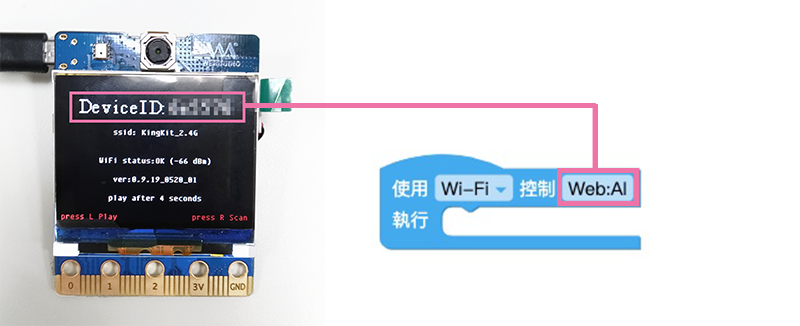 DeviceID:
ssid: KingKit_2.4G
WiFi status:OK (-66 dBm)
ver:0.9.19_0520_01
play after 4 seconds
press L Play
press R Scan
0 1 2 3V GND
使用 Wi-Fi 控制 Web:AI
執行